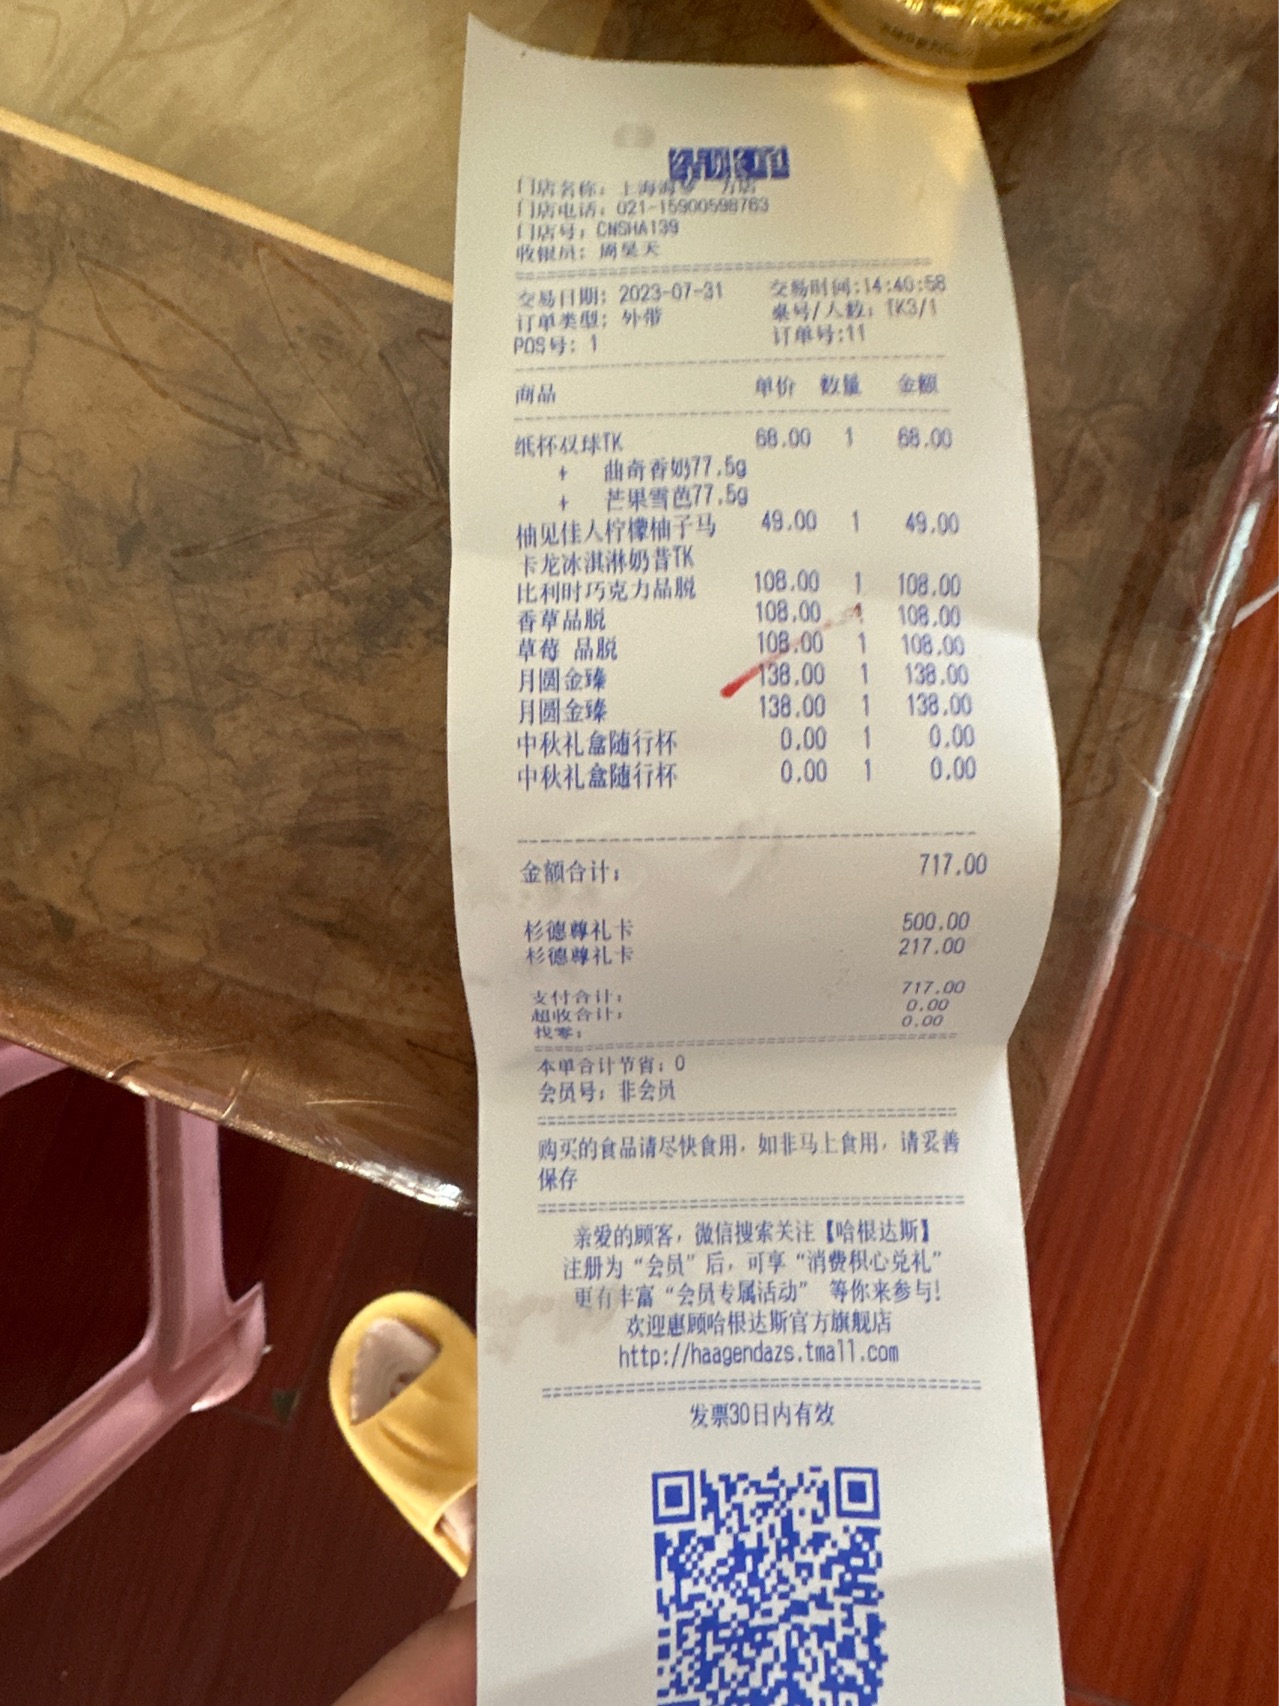 结账单
门店名称：上海海梦一方店
门店电话：021-15900598763
门店号：CNSHA139
收银员：周昊天
交易日期：2023-07-31 交易时间:14:40:58
订单类型：外带 桌号/人数：TK3/1
POS号：1 订单号:11
商品 单价 数量 金额
纸杯双球TK 68.00 1 68.00
+ 曲奇香奶77.5g
+ 芒果雪芭77.5g
柚见佳人柠檬柚子马 49.00 1 49.00
卡龙冰淇淋奶昔TK
比利时巧克力品脱 108.00 1 108.00
香草品脱 108.00 1 108.00
草莓 品脱 108.00 1 108.00
月圆金臻 138.00 1 138.00
月圆金臻 138.00 1 138.00
中秋礼盒随行杯 0.00 1 0.00
中秋礼盒随行杯 0.00 1 0.00
金额合计： 717.00
杉德尊礼卡 500.00
杉德尊礼卡 217.00
支付合计： 717.00
超收合计： 0.00
找零： 0.00
本单合计节省：0
会员号：非会员
购买的食品请尽快食用，如非马上食用，请妥善
保存
亲爱的顾客，微信搜索关注【哈根达斯】
注册为“会员”后，可享“消费积心兑礼”
更有丰富“会员专属活动” 等你来参与!
欢迎惠顾哈根达斯官方旗舰店
http://haagendazs.tmall.com
发票30日内有效